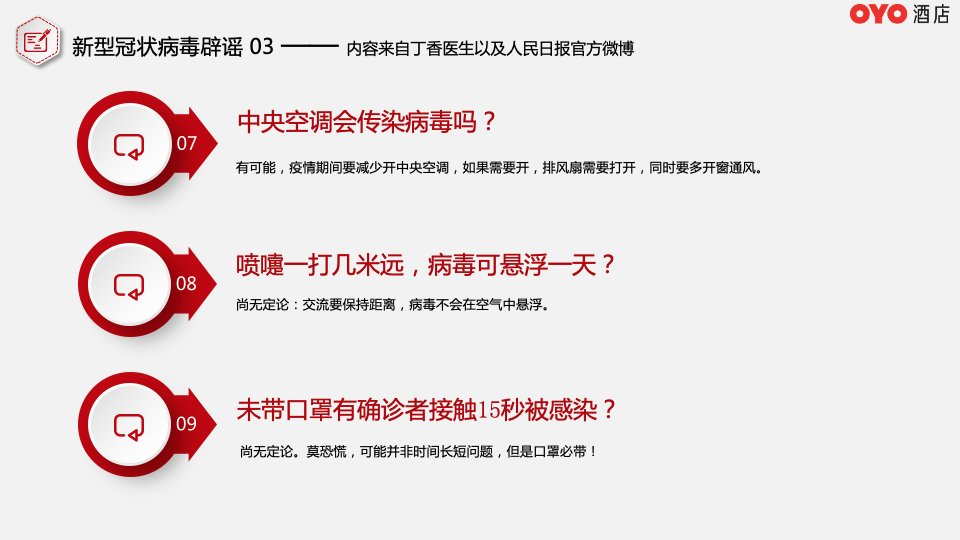 OYO 酒店
新型冠状病毒辟谣 03 —— 内容来自丁香医生以及人民日报官方微博
07
中央空调会传染病毒吗？
有可能，疫情期间要减少开中央空调，如果需要开，排风扇需要打开，同时要多开窗通风。
08
喷嚏一打几米远，病毒可悬浮一天？
尚无定论：交流要保持距离，病毒不会在空气中悬浮。
09
未带口罩有确诊者接触15秒被感染？
尚无定论。莫恐慌，可能并非时间长短问题，但是口罩必带！